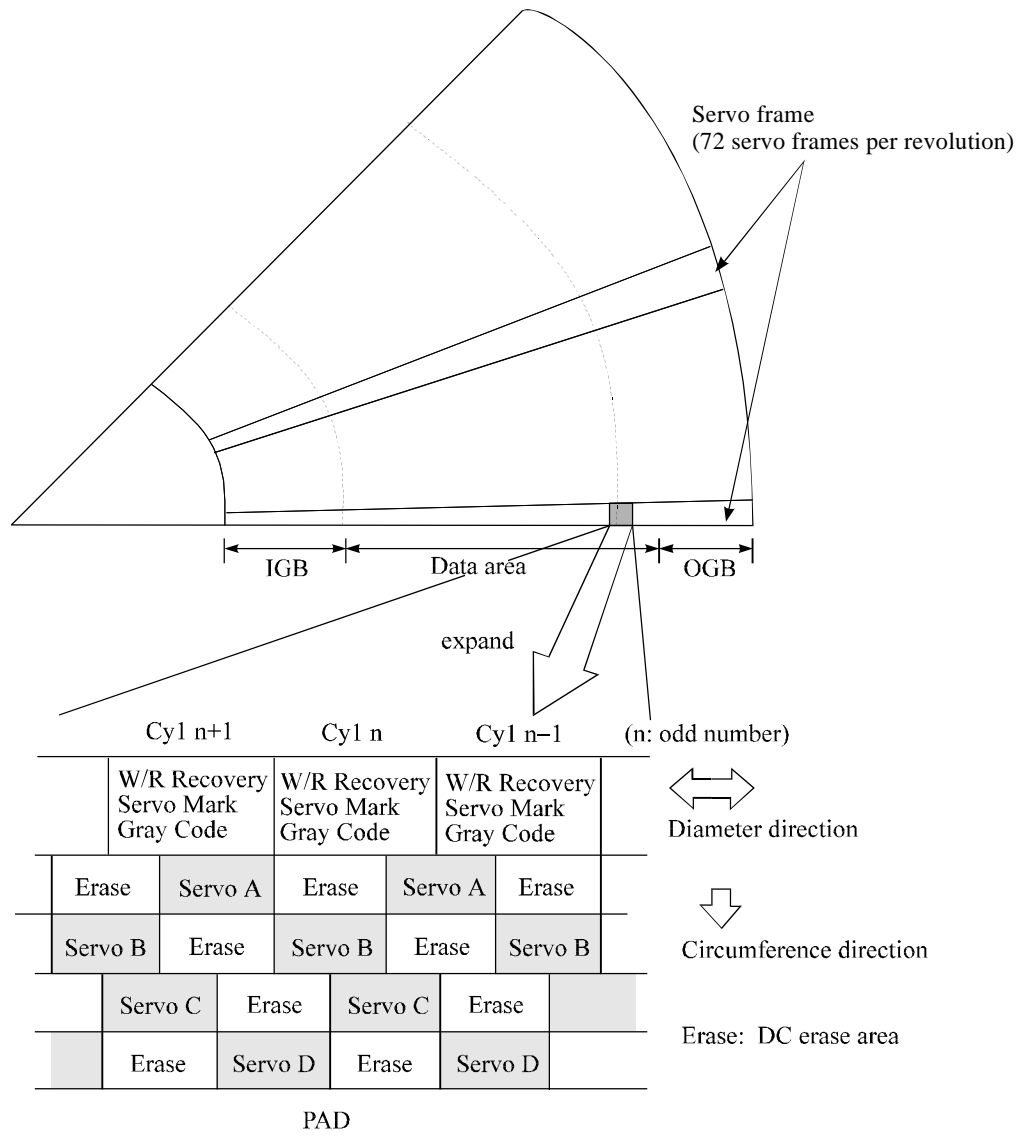 Servo frame
(72 servo frames per revolution)
IGB
Data area
OGB
expand
Cy1 n+1
Cy1 n
Cy1 n–1
(n: odd number)
W/R Recovery
Servo Mark
Gray Code
W/R Recovery
Servo Mark
Gray Code
W/R Recovery
Servo Mark
Gray Code
Diameter direction
Erase
Servo A
Erase
Servo A
Erase
Servo B
Erase
Servo B
Erase
Servo B
Circumference direction
Servo C
Erase
Servo C
Erase
Erase: DC erase area
Erase
Servo D
Erase
Servo D
PAD